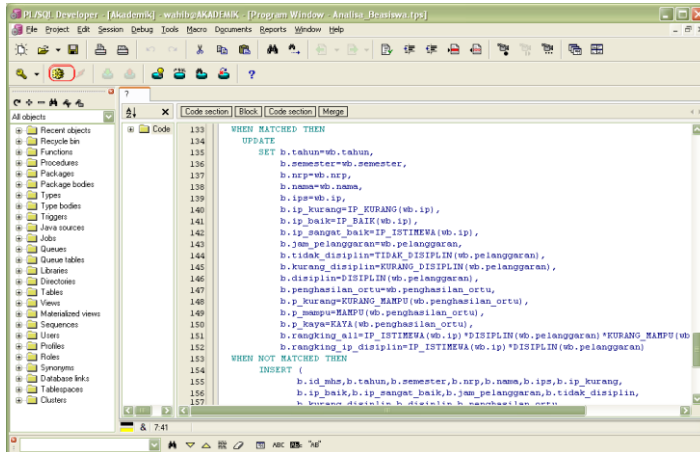 PL/SQL Developer - [Akademik] - wahib@AKADEMIK - [Program Window - Analisa_Beasiswa.tps]
File Project Edit Session Debug Tools Macro Documents Reports Window Help
?
All objects
Recent objects
Recycle bin
Functions
Procedures
Packages
Package bodies
Types
Type bodies
Triggers
Java sources
Jobs
Queues
Queue tables
Libraries
Directories
Tables
Views
Materialized views
Sequences
Users
Profiles
Roles
Synonyms
Database links
Tablespaces
Clusters
?
Code
Code section Block Code section Merge
133 WHEN MATCHED THEN
134 UPDATE
135 SET b.tahun=wb.tahun,
136 b.semester=wb.semester,
137 b.nrp=wb.nrp,
138 b.nama=wb.nama,
139 b.ips=wb.ip,
140 b.ip_kurang=IP_KURANG(wb.ip),
141 b.ip_baik=IP_BAIK(wb.ip),
142 b.ip_sangat_baik=IP_ISTIMEWA(wb.ip),
143 b.jam_pelanggaran=wb.pelanggaran,
144 b.tidak_disiplin=TIDAK_DISIPLIN(wb.pelanggaran),
145 b.kurang_disiplin=KURANG_DISIPLIN(wb.pelanggaran),
146 b.disiplin=DISIPLIN(wb.pelanggaran),
147 b.penghasilan_ortu=wb.penghasilan_ortu,
148 b.p_kurang=KURANG_MAMPU(wb.penghasilan_ortu),
149 b.p_mampu=MAMPU(wb.penghasilan_ortu),
150 b.p_kaya=KAYA(wb.penghasilan_ortu),
151 b.rangking_all=IP_ISTIMEWA(wb.ip)*DISIPLIN(wb.pelanggaran)*KURANG_MAMPU(wb
152 b.rangking_ip_disiplin=IP_ISTIMEWA(wb.ip)*DISIPLIN(wb.pelanggaran)
153 WHEN NOT MATCHED THEN
154 INSERT (
155 b.id_mhs,b.tahun,b.semester,b.nrp,b.nama,b.ips,b.ip_kurang,
156 b.ip_baik,b.ip_sangat_baik,b.jam_pelanggaran,b.tidak_disiplin,
157 b.kurang_disiplin,b.disiplin,b.penghasilan_ortu,
& 7:41
ABC "AB"